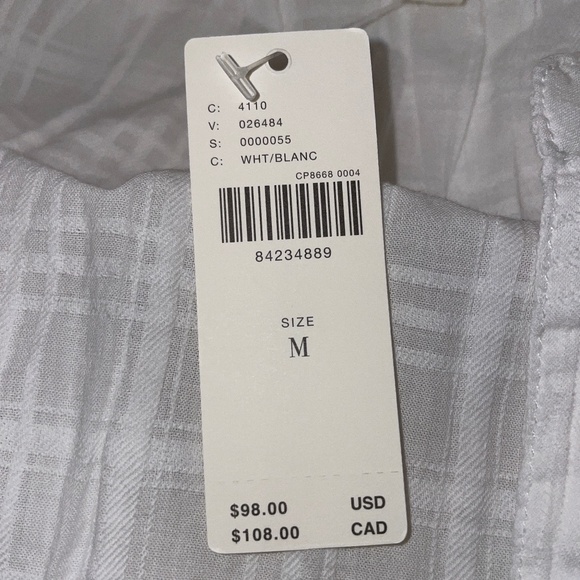 C: 4110
V: 026484
S: 0000055
C: WHT/BLANC
CP8668 0004
84234889
SIZE
M
$98.00 USD
$108.00 CAD